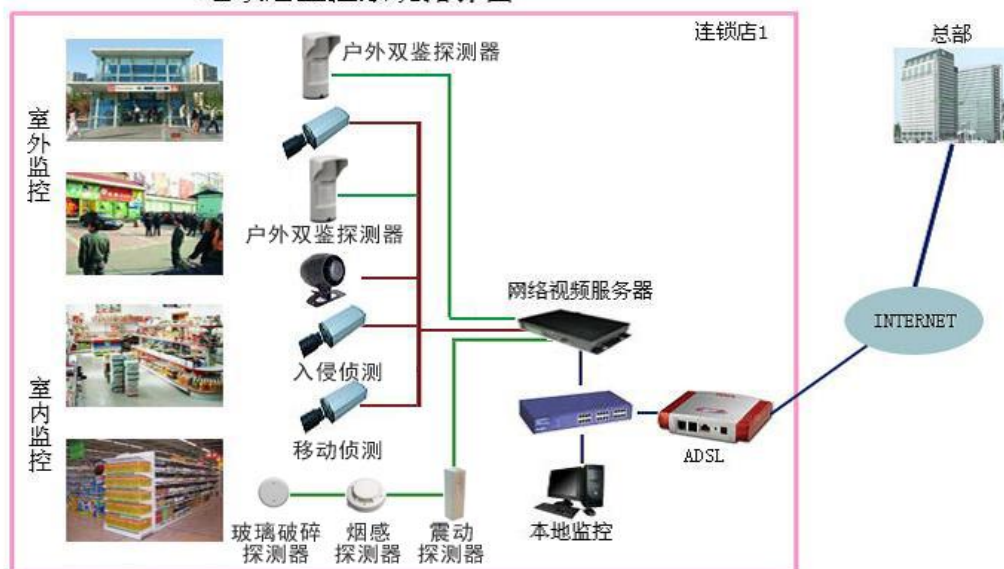 连锁店1
总部
户外双鉴探测器
室外监控
户外双鉴探测器
网络视频服务器
INTERNET
入侵侦测
室内监控
移动侦测
ADSL
玻璃破碎
探测器
烟感
探测器
震动
探测器
本地监控